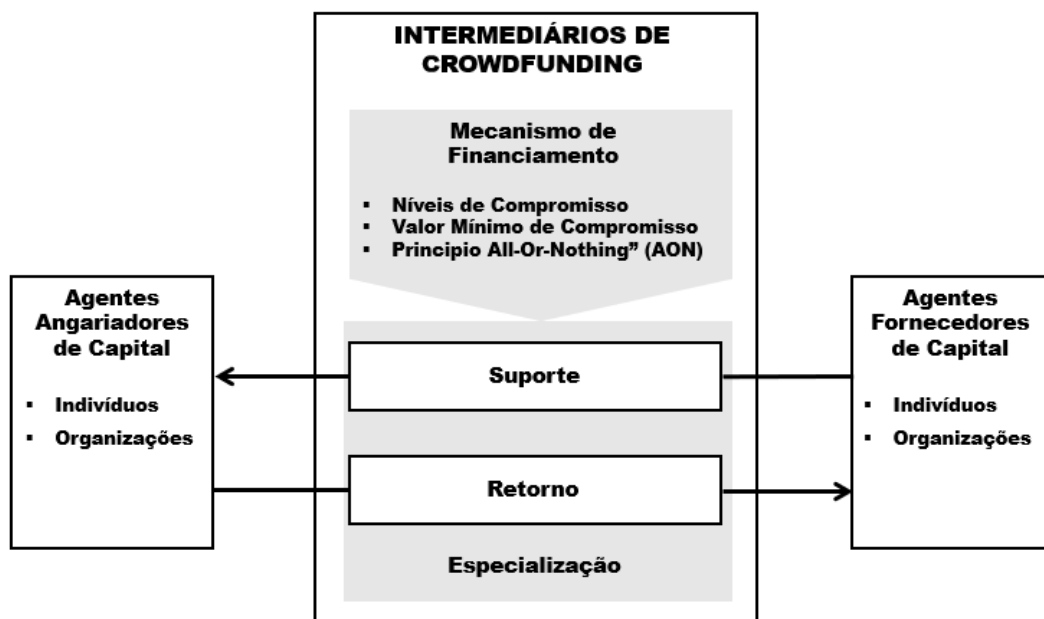 INTERMEDIÁRIOS DE
CROWDFUNDING
Mecanismo de
Financiamento
▪ Níveis de Compromisso
▪ Valor Mínimo de Compromisso
▪ Principio All-Or-Nothing” (AON)
Agentes
Angariadores
de Capital
▪ Indivíduos
▪ Organizações
Suporte
Retorno
Especialização
Agentes
Fornecedores
de Capital
▪ Indivíduos
▪ Organizações